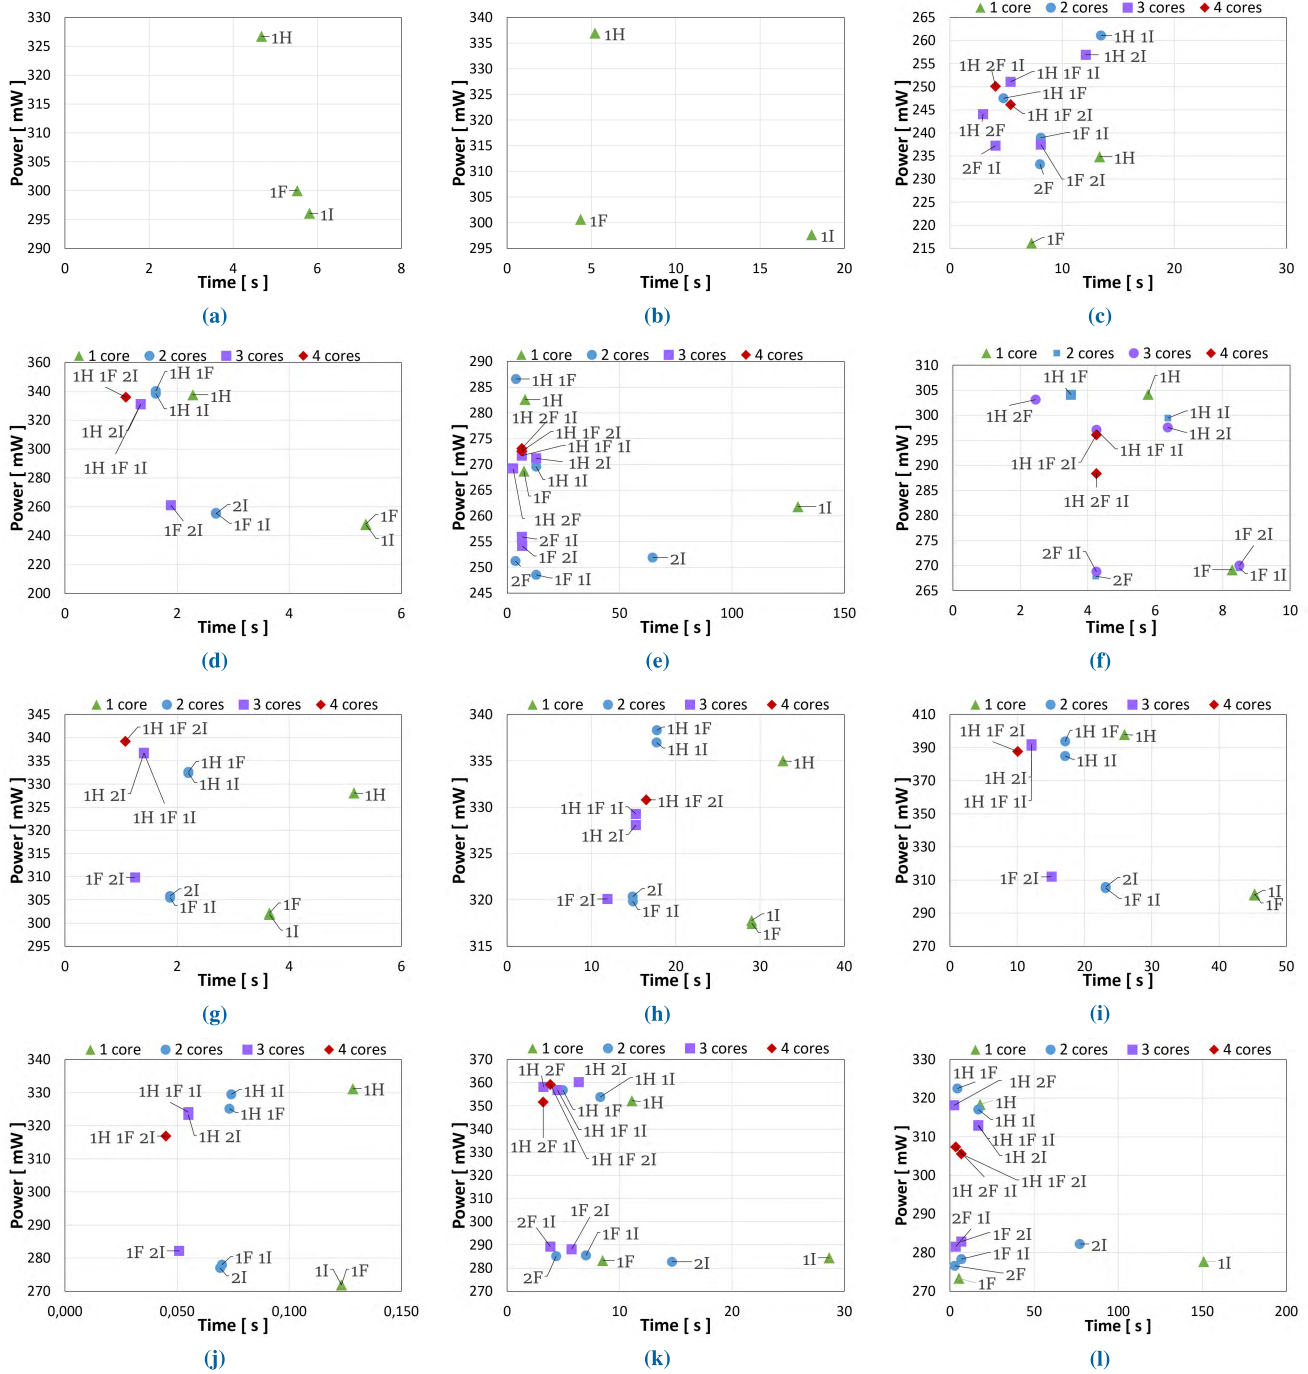 330
325
320
315
310
305
300
295
290
Power [ mW ]
1H
1F
1I
0 2 4 6 8
Time [ s ]
(a)
340
335
330
325
320
315
310
305
300
295
Power [ mW ]
1H
1F
1I
0 5 10 15 20
Time [ s ]
(b)
1 core 2 cores 3 cores 4 cores
265
260
255
250
245
240
235
230
225
220
215
Power [ mW ]
1H 1I
1H 2I
1H 2F 1I
1H 1F 1I
1H 1F
1H 1F 2I
1H 2F
1F 1I
2F 1I
1H
1F 2I
2F
1F
0 10 20 30
Time [ s ]
(c)
1 core 2 cores 3 cores 4 cores
360
340
320
300
280
260
240
220
200
Power [ mW ]
1H 1F 2I
1H 1F
1H 1I
1H
1H 2I
1H 1F 1I
2I
1F 2I
1F 1I
1F
1I
0 2 4 6
Time [ s ]
(d)
1 core 2 cores 3 cores 4 cores
290
285
280
275
270
265
260
255
250
245
Power [ mW ]
1H 1F
1H
1H 2F 1I
1H 1F 2I
1H 1F 1I
1H 2I
1H 1I
1F
1I
1H 2F
2F 1I
1F 2I
2I
2F
1F 1I
0 50 100 150
Time [ s ]
(e)
1 core 2 cores 3 cores 4 cores
310
305
300
295
290
285
280
275
270
265
Power [ mW ]
1H 1F
1H
1H 2F
1H 1I
1H 2I
1H 1F 2I
1H 1F 1I
1H 2F 1I
1F 2I
2F 1I
1F
1F 1I
2F
0 2 4 6 8 10
Time [ s ]
(f)
1 core 2 cores 3 cores 4 cores
345
340
335
330
325
320
315
310
305
300
295
Power [ mW ]
1H 1F 2I
1H 1F
1H 1I
1H 2I
1H
1H 1F 1I
1F 2I
2I
1F 1I
1F
1I
0 2 4 6
Time [ s ]
(g)
1 core 2 cores 3 cores 4 cores
340
335
330
325
320
315
Power [ mW ]
1H 1F
1H 1I
1H
1H 1F 1I
1H 1F 2I
1H 2I
2I
1F 2I
1F 1I
1I
1F
0 10 20 30 40
Time [ s ]
(h)
1 core 2 cores 3 cores 4 cores
410
390
370
350
330
310
290
270
Power [ mW ]
1H 1F 2I
1H 1F
1H
1H 1I
1H 2I
1H 1F 1I
1F 2I
2I
1F 1I
1I
1F
0 10 20 30 40 50
Time [ s ]
(i)
1 core 2 cores 3 cores 4 cores
340
330
320
310
300
290
280
270
Power [ mW ]
1H 1F 1I
1H 1I
1H
1H 1F
1H 1F 2I
1H 2I
1F 2I
1F 1I
2I
1I
1F
0,000 0,050 0,100 0,150
Time [ s ]
(j)
1 core 2 cores 3 cores 4 cores
370
360
350
340
330
320
310
300
290
280
270
Power [ mW ]
1H 2F
1H 2I
1H 1I
1H
1H 1F
1H 1F 1I
1H 2F 1I
1H 1F 2I
2F 1I
1F 2I
1F 1I
2F
1F
2I
1I
0 10 20 30
Time [ s ]
(k)
1 core 2 cores 3 cores 4 cores
330
320
310
300
290
280
270
Power [ mW ]
1H 1F
1H 2F
1H
1H 1I
1H 1F 1I
1H 2I
1H 1F 2I
1H 2F 1I
2F 1I
1F 2I
1F 1I
2F
1F
2I
1I
0 50 100 150 200
Time [ s ]
(l)